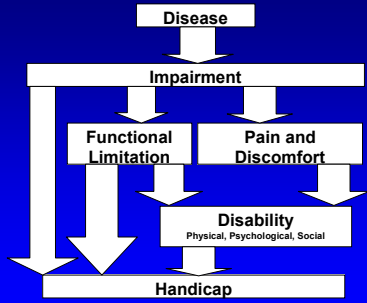 Disease
Impairment
Functional
Limitation
Pain and
Discomfort
Disability
Physical, Psychological, Social
Handicap